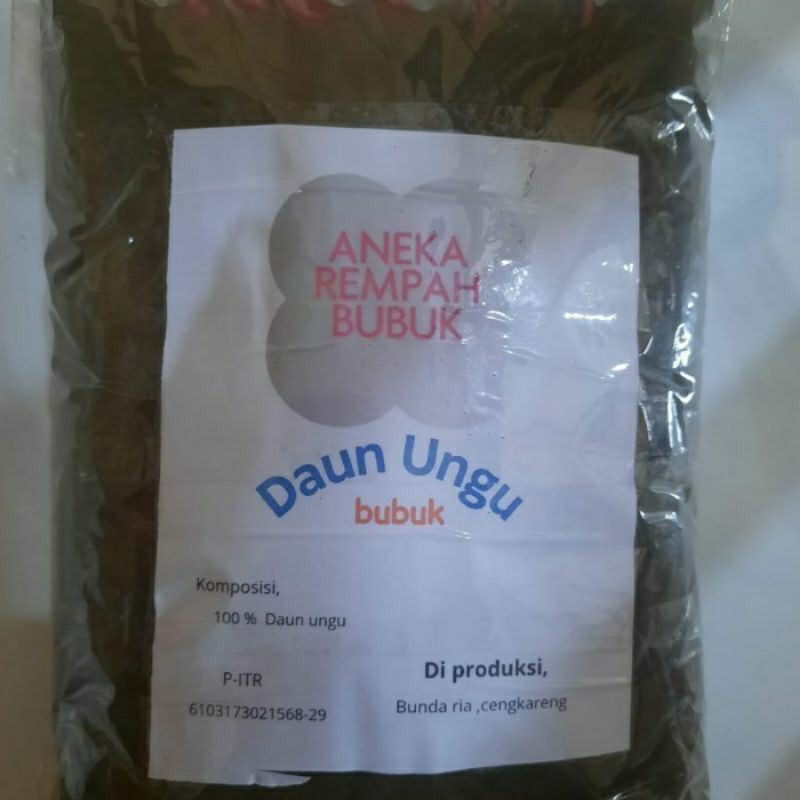 ANEKA
REMPAH
BUBUK
Daun Ungu
bubuk
Komposisi,
100 % Daun ungu
P-ITR
6103173021568-29
Di produksi,
Bunda ria ,cengkareng